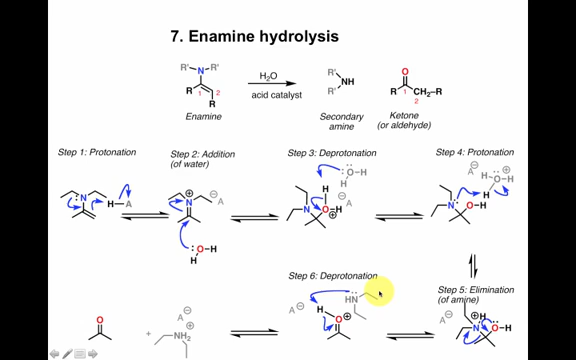 7. Enamine hydrolysis
R' N R'
R 1 2
R
Enamine
H2O
acid catalyst
R'
NH
R'
Secondary
amine
O
R CH2-R
1
2
Ketone
(or aldehyde)
Step 1: Protonation
Step 2: Addition
(of water)
Step 3: Deprotonation
Step 4: Protonation
N H-A
N A
O-H
H
O-H
H
H
N O-H
A
A
O-H
H
H
N O-H
Step 6: Deprotonation
Step 5: Elimination
(of amine)
O
+ NH2
A
H
O
HN
A
H
N O-H